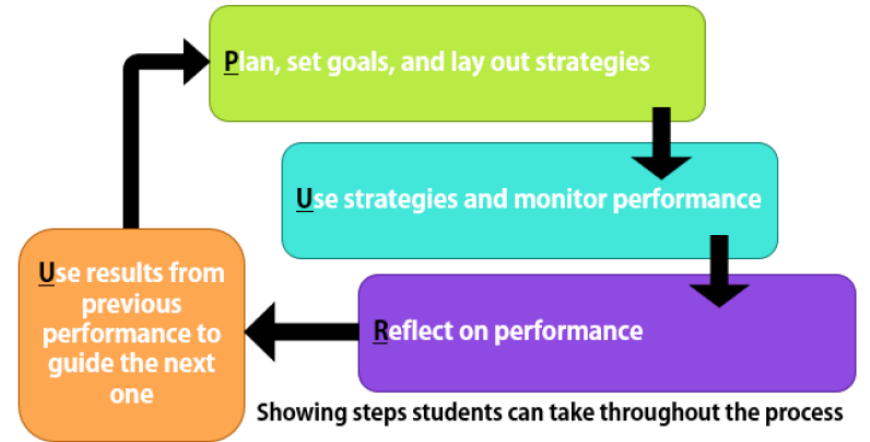 Plan, set goals, and lay out strategies
Use strategies and monitor performance
Reflect on performance
Use results from
previous
performance to
guide the next
one
Showing steps students can take throughout the process